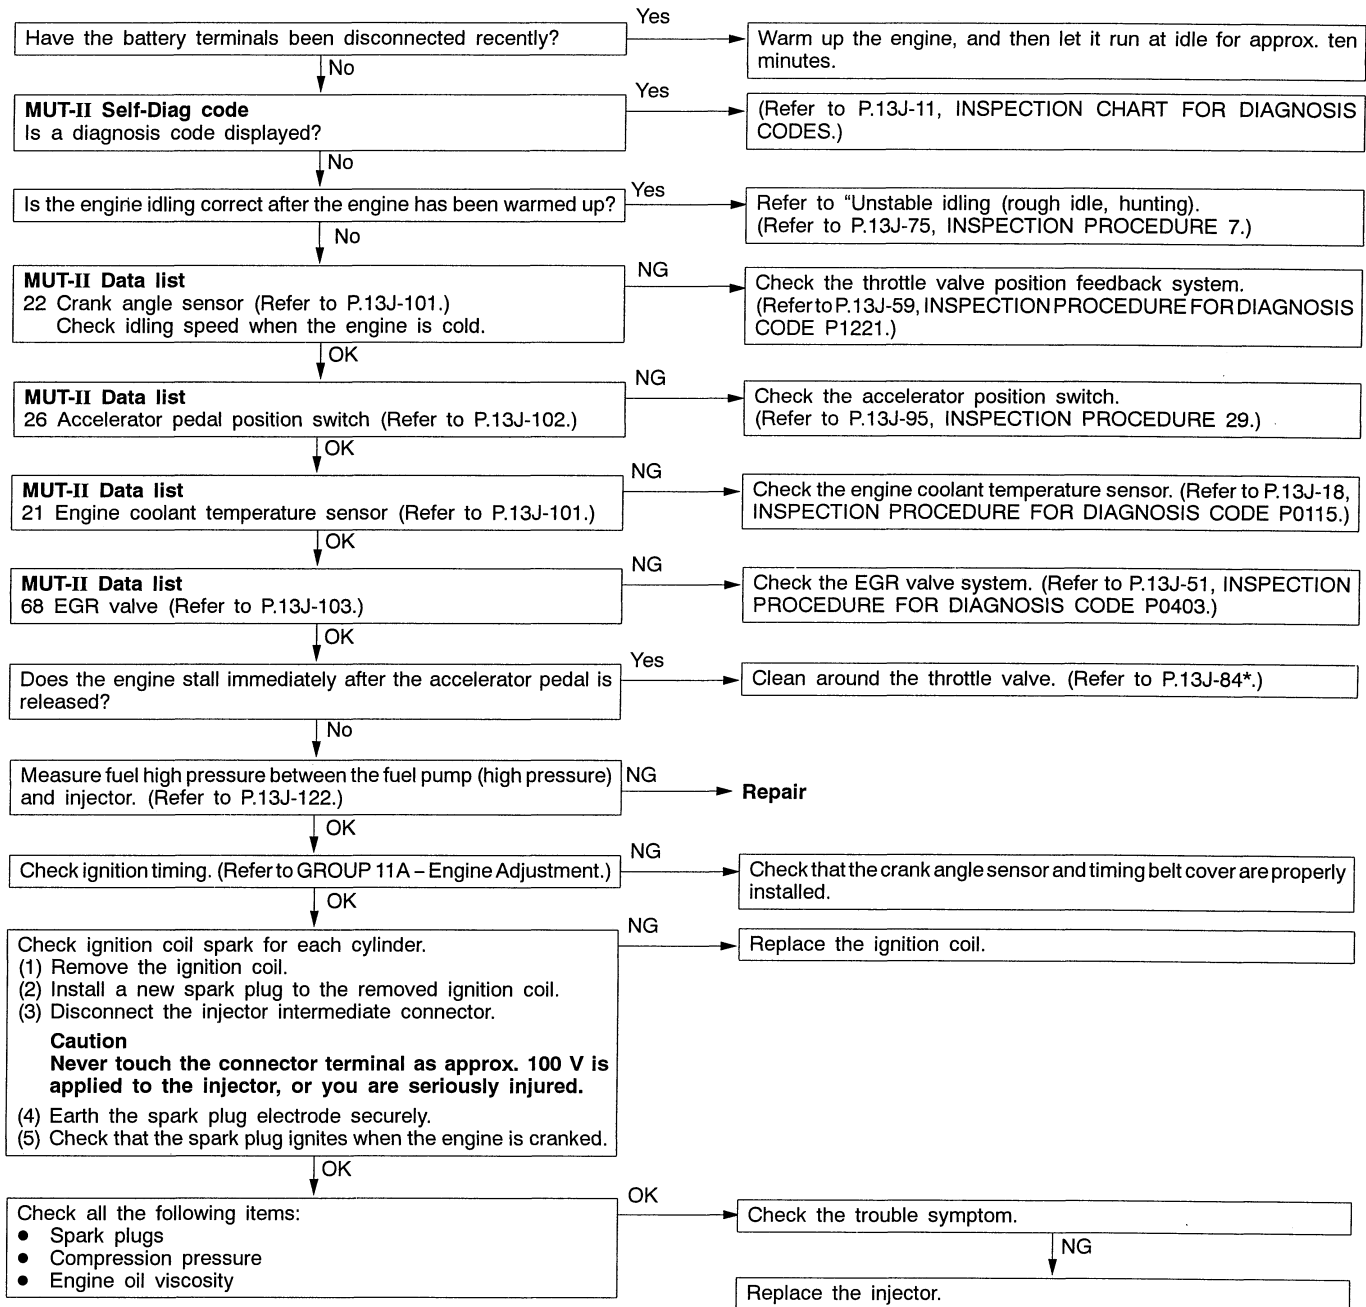 Have the battery terminals been disconnected recently?
Yes
Warm up the engine, and then let it run at idle for approx. ten
minutes.
No
MUT-II Self-Diag code
Is a diagnosis code displayed?
Yes
(Refer to P.13J-11, INSPECTION CHART FOR DIAGNOSIS
CODES.)
No
Is the engine idling correct after the engine has been warmed up?
Yes
Refer to “Unstable idling (rough idle, hunting).
(Refer to P.13J-75, INSPECTION PROCEDURE 7.)
No
MUT-II Data list
22 Crank angle sensor (Refer to P.13J-101.)
Check idling speed when the engine is cold.
NG
Check the throttle valve position feedback system.
(Refer to P.13J-59, INSPECTION PROCEDURE FOR DIAGNOSIS
CODE P1221.)
OK
MUT-II Data list
26 Accelerator pedal position switch (Refer to P.13J-102.)
NG
Check the accelerator position switch.
(Refer to P.13J-95, INSPECTION PROCEDURE 29.)
OK
MUT-II Data list
21 Engine coolant temperature sensor (Refer to P.13J-101.)
NG
Check the engine coolant temperature sensor. (Refer to P.13J-18,
INSPECTION PROCEDURE FOR DIAGNOSIS CODE P0115.)
OK
MUT-II Data list
68 EGR valve (Refer to P.13J-103.)
NG
Check the EGR valve system. (Refer to P.13J-51, INSPECTION
PROCEDURE FOR DIAGNOSIS CODE P0403.)
OK
Does the engine stall immediately after the accelerator pedal is
released?
Yes
Clean around the throttle valve. (Refer to P.13J-84*.)
No
Measure fuel high pressure between the fuel pump (high pressure)
and injector. (Refer to P.13J-122.)
NG
Repair
OK
Check ignition timing. (Refer to GROUP 11A – Engine Adjustment.)
NG
Check that the crank angle sensor and timing belt cover are properly
installed.
OK
Check ignition coil spark for each cylinder.
(1) Remove the ignition coil.
(2) Install a new spark plug to the removed ignition coil.
(3) Disconnect the injector intermediate connector.
Caution
Never touch the connector terminal as approx. 100 V is
applied to the injector, or you are seriously injured.
(4) Earth the spark plug electrode securely.
(5) Check that the spark plug ignites when the engine is cranked.
NG
Replace the ignition coil.
OK
Check all the following items:
● Spark plugs
● Compression pressure
● Engine oil viscosity
OK
Check the trouble symptom.
NG
Replace the injector.